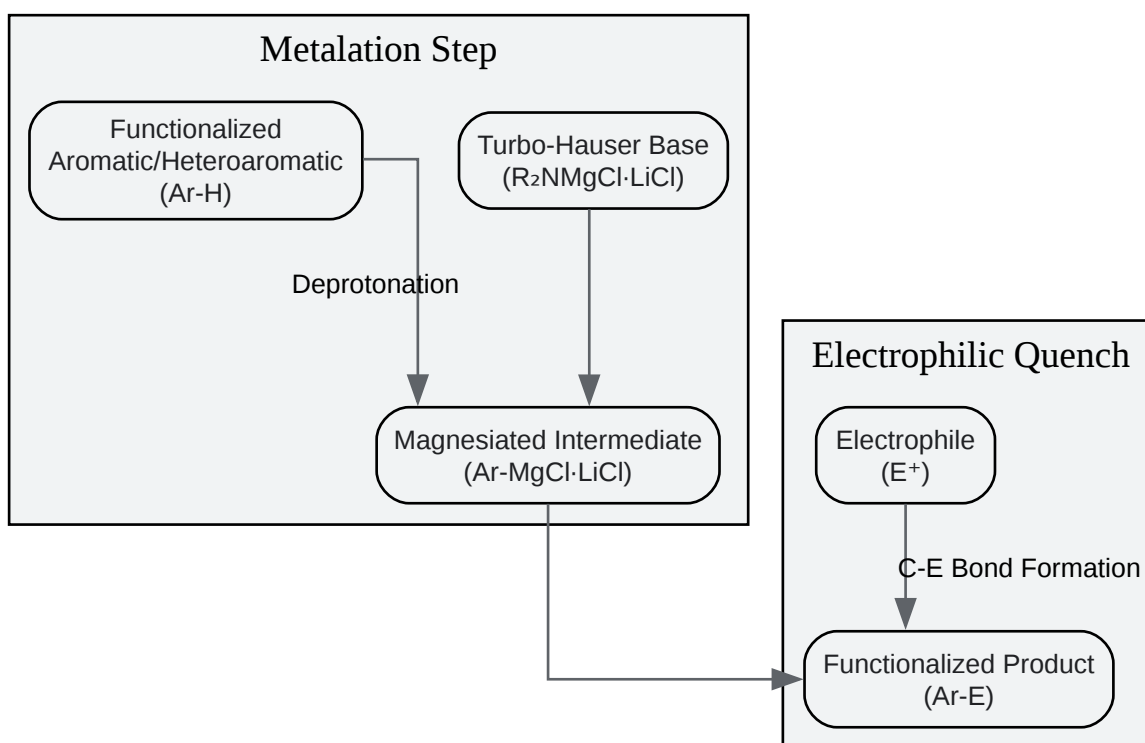 Metalation Step
Functionalized
Aromatic/Heteroaromatic
(Ar-H)
Turbo-Hauser Base
(R₂NMgCl·LiCl)
Deprotonation
Magnesiated Intermediate
(Ar-MgCl·LiCl)
Electrophilic Quench
Electrophile
(E⁺)
C-E Bond Formation
Functionalized Product
(Ar-E)